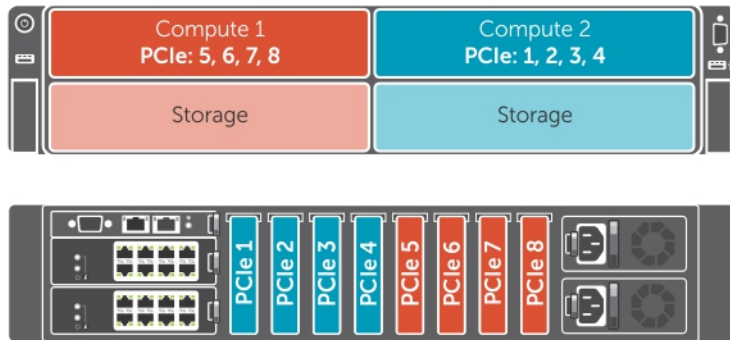 Compute 1
PCIe: 5, 6, 7, 8
Compute 2
PCIe: 1, 2, 3, 4
Storage
Storage
PCIe 1
PCIe 2
PCIe 3
PCIe 4
PCIe 5
PCIe 6
PCIe 7
PCIe 8